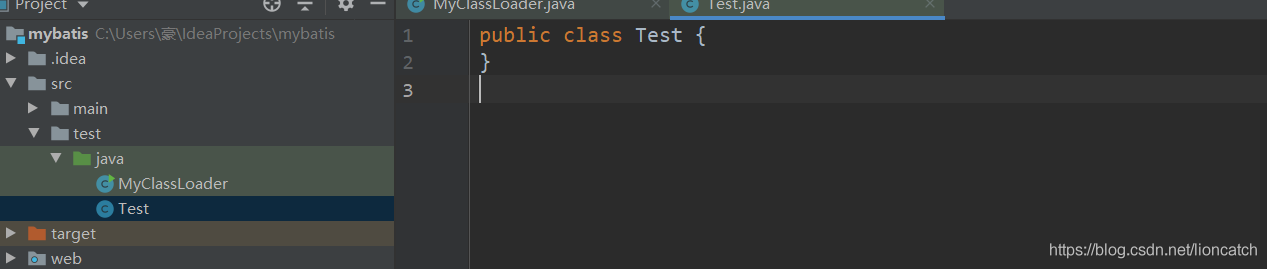 Project
mybatis C:\Users\豪\IdeaProjects\mybatis
.idea
src
main
test
java
MyClassLoader
Test
target
web
MyClassLoader.java
Test.java
1 public class Test {
2 }
3
https://blog.csdn.net/lioncatch